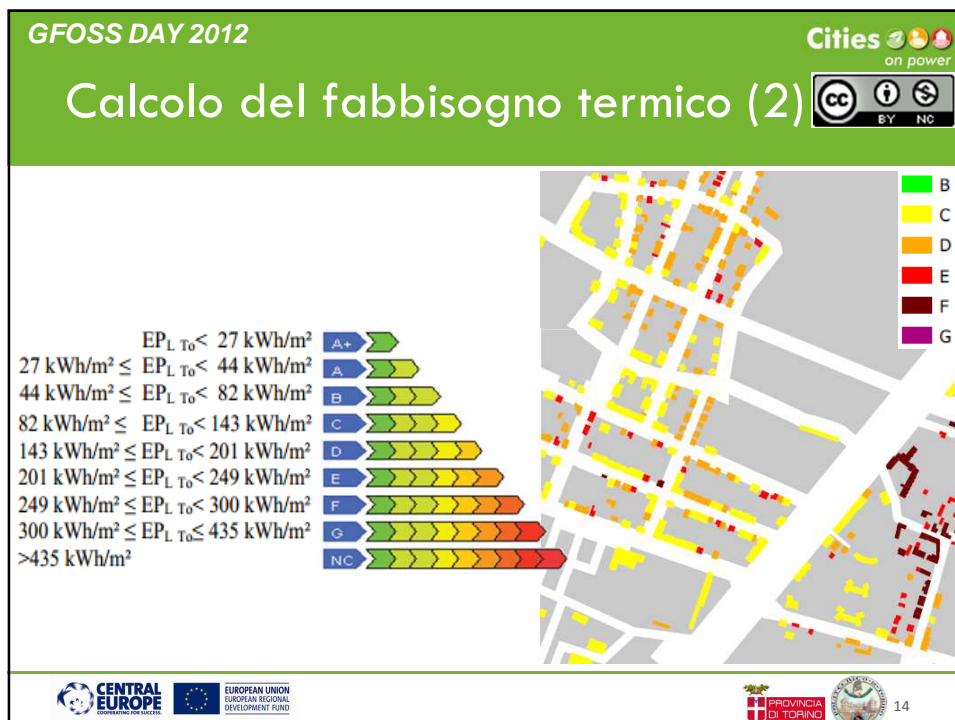 GFOSS DAY 2012
Cities
on power
Calcolo del fabbisogno termico (2)
cc
BY NC
EPL To< 27 kWh/m² A+
27 kWh/m² ≤ EPL To< 44 kWh/m² A
44 kWh/m² ≤ EPL To< 82 kWh/m² B
82 kWh/m² ≤ EPL To< 143 kWh/m² C
143 kWh/m² ≤ EPL To< 201 kWh/m² D
201 kWh/m² ≤ EPL To< 249 kWh/m² E
249 kWh/m² ≤ EPL To< 300 kWh/m² F
300 kWh/m² ≤ EPL To≤ 435 kWh/m² G
>435 kWh/m² NC
B
C
D
E
F
G
CENTRAL
EUROPE
COOPERATING FOR SUCCESS.
EUROPEAN UNION
EUROPEAN REGIONAL
DEVELOPMENT FUND
PROVINCIA
DI TORINO
14